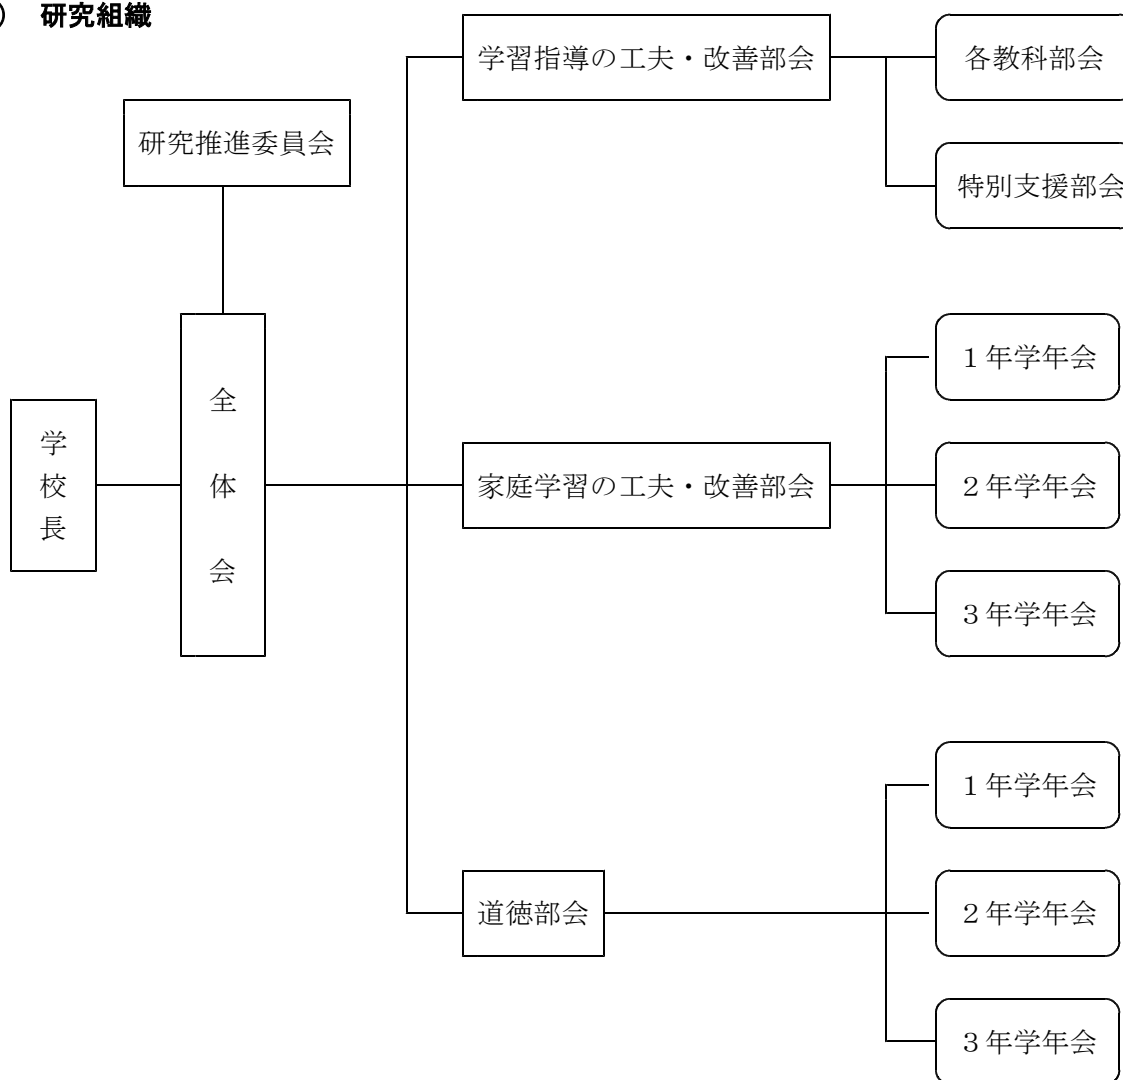 ) 研究組織
学習指導の工夫・改善部会
各教科部会
研究推進委員会
特別支援部会
学校長
全体会
家庭学習の工夫・改善部会
１年学年会
２年学年会
３年学年会
道徳部会
１年学年会
２年学年会
３年学年会